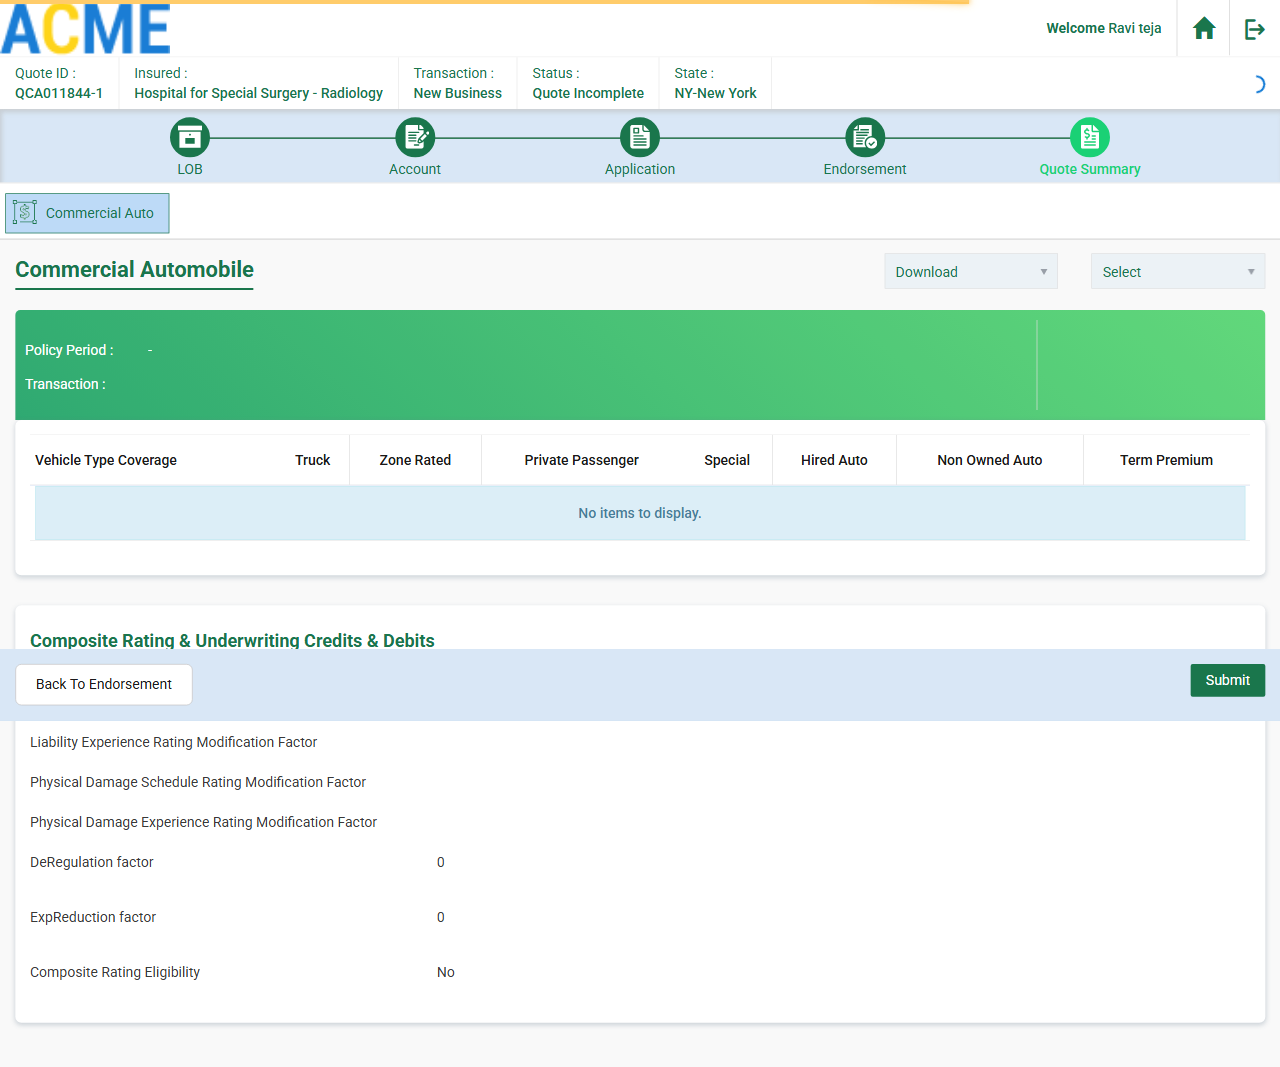 ACME
Welcome Ravi teja
Quote ID :
QCA011844-1
Insured :
Hospital for Special Surgery - Radiology
Transaction :
New Business
Status :
Quote Incomplete
State :
NY-New York
LOB
Account
Application
Endorsement
Quote Summary
Commercial Auto
Commercial Automobile
Download
Select
Policy Period : -
Transaction :
Vehicle Type Coverage Truck Zone Rated Private Passenger Special Hired Auto Non Owned Auto Term Premium
No items to display.
Composite Rating & Underwriting Credits & Debits
Back To Endorsement
Submit
Liability Experience Rating Modification Factor
Physical Damage Schedule Rating Modification Factor
Physical Damage Experience Rating Modification Factor
DeRegulation factor 0
ExpReduction factor 0
Composite Rating Eligibility No